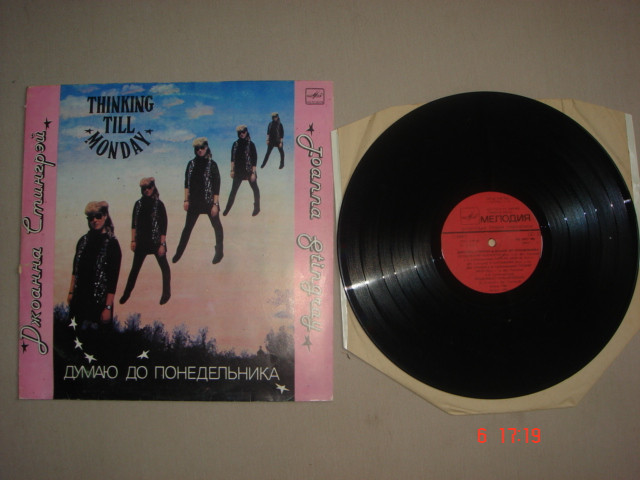 THINKING
TILL
MONDAY
Джоанна Стингрэй
Joanna Stingray
ДУМАЮ ДО ПОНЕДЕЛЬНИКА
МЕЛОДИЯ
6 17:19